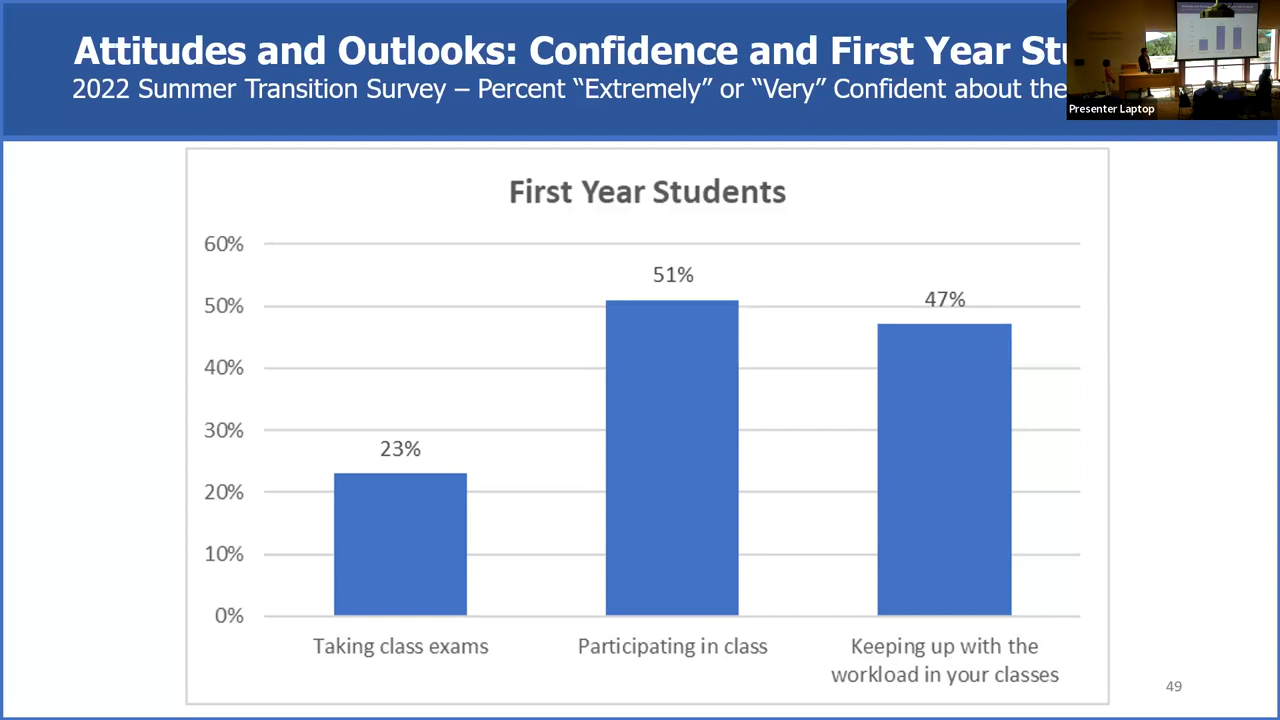 Attitudes and Outlooks: Confidence and First Year
2022 Summer Transition Survey – Percent “Extremely” or “Very” Confident about the
Presenter Laptop
First Year Students
60%
50%
40%
30%
20%
10%
0%
23%
51%
47%
Taking class exams
Participating in class
Keeping up with the
workload in your classes
49